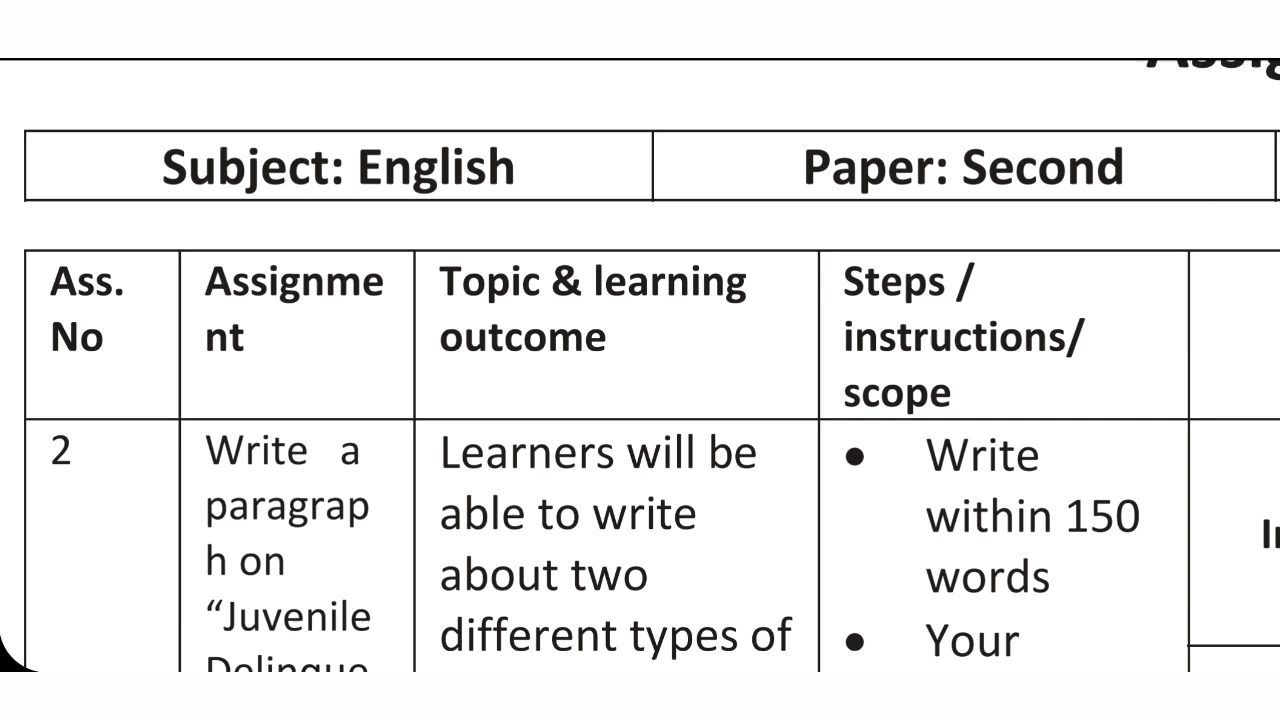 Subject: English
Paper: Second
Ass.
No
Assignme
nt
Topic & learning
outcome
Steps /
instructions/
scope
2
Write a
paragrap
h on
“Juvenile
Delinque
Learners will be
able to write
about two
different types of
● Write
within 150
words
● Your